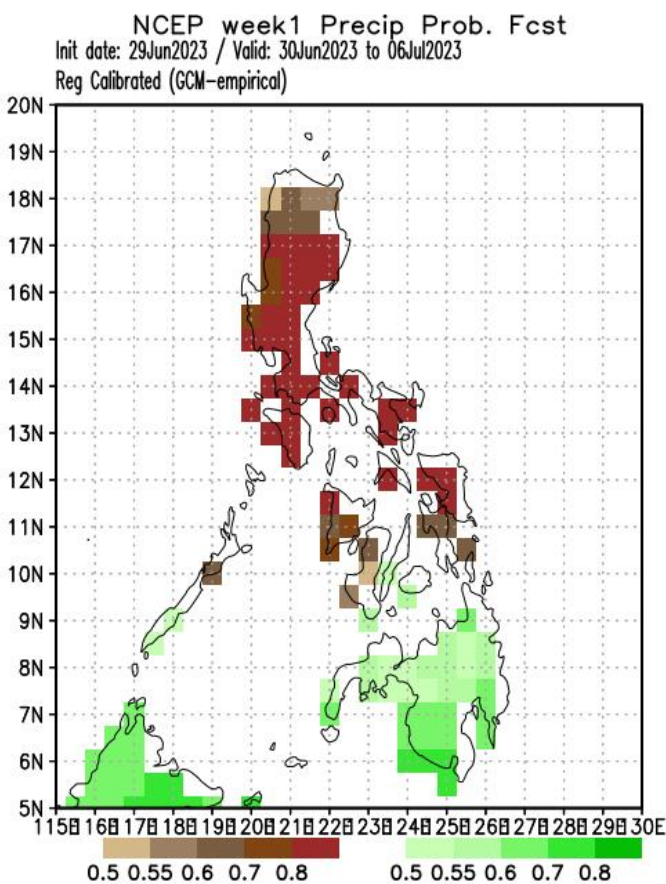 NCEP week1 Precip Prob. Fcst
Init date: 29Jun2023 / Valid: 30Jun2023 to 06Jul2023
Reg Calibrated (GCM-empirical)
20N
19N
18N
17N
16N
15N
14N
13N
12N
11N
10N
9N
8N
7N
6N
5N
115E 116E 117E 118E 119E 120E 121E 122E 123E 124E 125E 126E 127E 128E 129E 130E
0.5 0.55 0.6 0.7 0.8 0.5 0.55 0.6 0.7 0.8